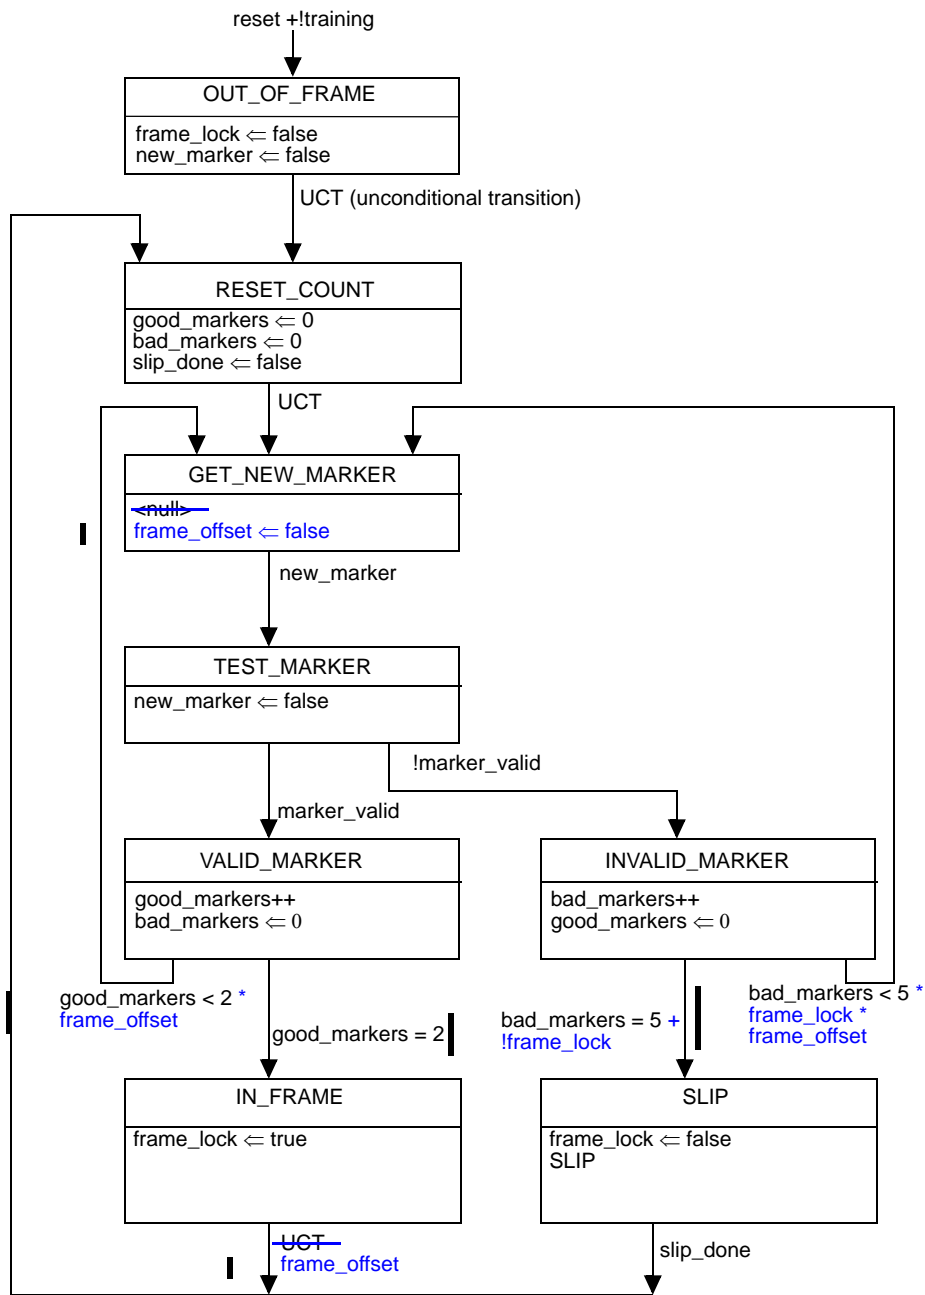 reset +!training
OUT_OF_FRAME
frame_lock ⇐ false
new_marker ⇐ false
UCT (unconditional transition)
RESET_COUNT
good_markers ⇐ 0
bad_markers ⇐ 0
slip_done ⇐ false
UCT
GET_NEW_MARKER
<null>
frame_offset ⇐ false
new_marker
TEST_MARKER
new_marker ⇐ false
!marker_valid
marker_valid
VALID_MARKER
good_markers++
bad_markers ⇐ 0
INVALID_MARKER
bad_markers++
good_markers ⇐ 0
good_markers < 2 *
frame_offset
good_markers = 2
bad_markers = 5 +
!frame_lock
bad_markers < 5 *
frame_lock *
frame_offset
IN_FRAME
frame_lock ⇐ true
SLIP
frame_lock ⇐ false
SLIP
UCT
frame_offset
slip_done